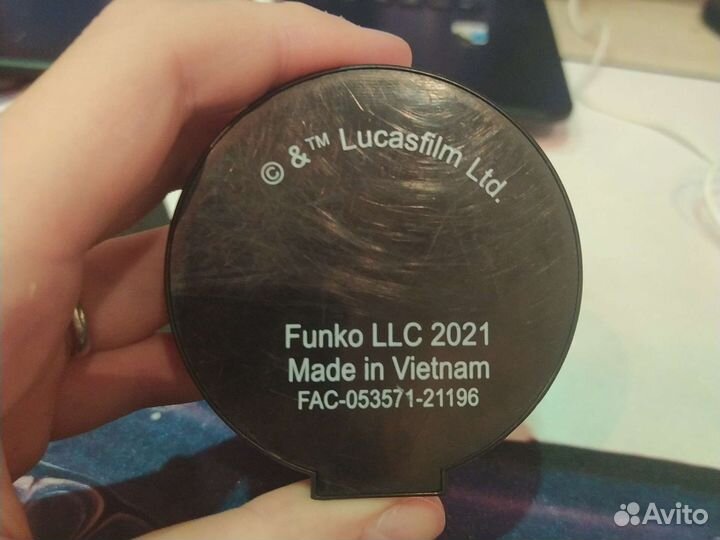 © &™ Lucasfilm Ltd.
Funko LLC 2021
Made in Vietnam
FAC-053571-21196
Avito